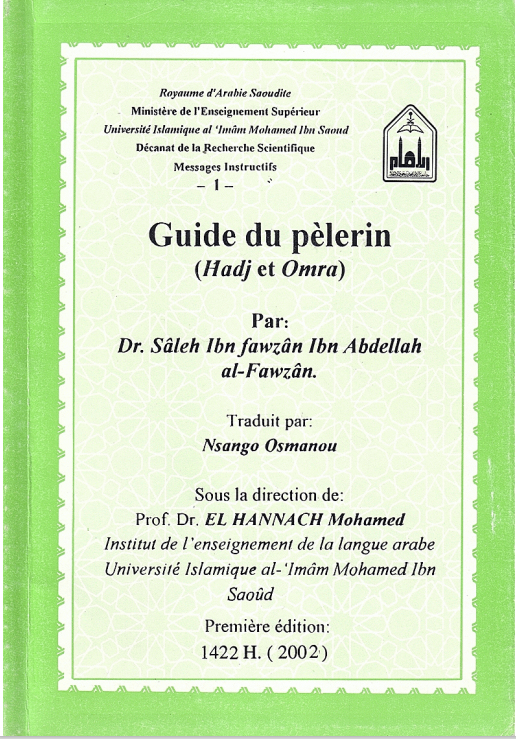 Royaume d'Arabie Saoudite
Ministère de l'Enseignement Supérieur
Université Islamique al 'Imâm Mohamed Ibn Saoud
Décanat de la Recherche Scientifique
Messages Instructifs
– 1 –
Guide du pèlerin
(Hadj et Omra)
Par:
Dr. Sâleh Ibn fawzân Ibn Abdellah
al-Fawzân.
Traduit par:
Nsango Osmanou
Sous la direction de:
Prof. Dr. EL HANNACH Mohamed
Institut de l'enseignement de la langue arabe
Université Islamique al-'Imâm Mohamed Ibn
Saoûd
Première édition:
1422 H. ( 2002 )